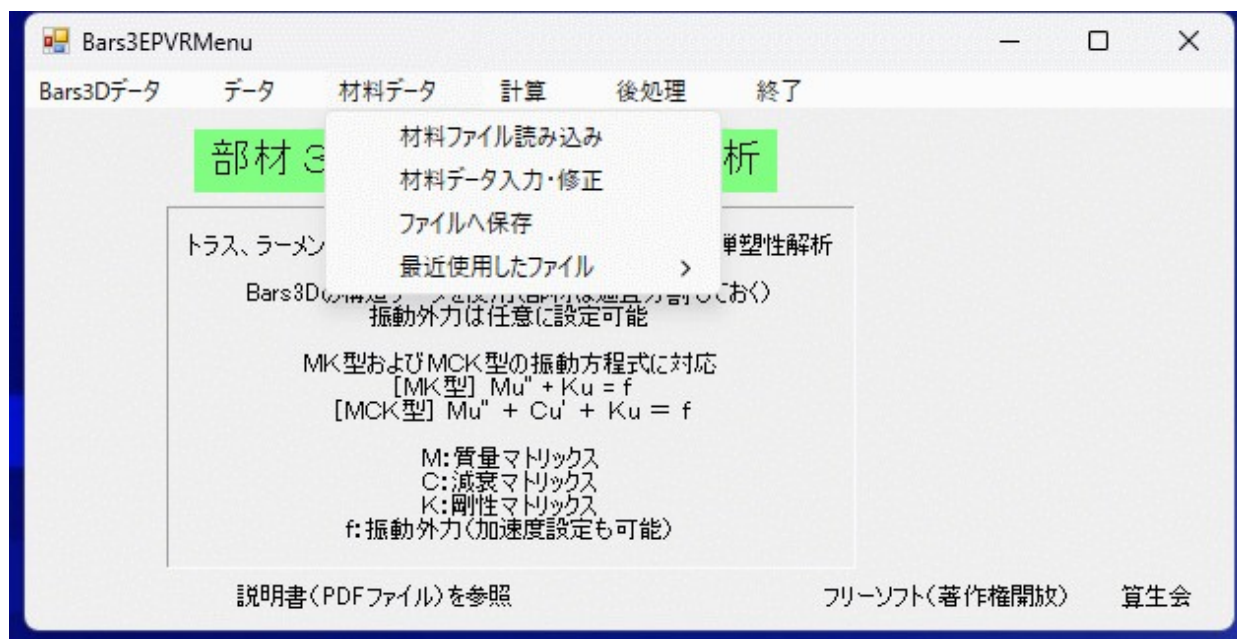 Bars3EPVRMenu
Bars3Dデータ データ 材料データ 計算 後処理 終了
材料ファイル読み込み
部材３ 析
材料データ入力・修正
ファイルへ保存
トラス、ラーメン 弾塑性解析
最近使用したファイル >
Bars3D ておく）
振動外力は任意に設定可能
MK型およびMCK型の振動方程式に対応
[MK型] Mu" + Ku = f
[MCK型] Mu" + Cu' + Ku ＝ f
M:質量マトリックス
C:減衰マトリックス
K:剛性マトリックス
f:振動外力（加速度設定も可能）
説明書（PDFファイル）を参照 フリーソフト（著作権開放） 算生会